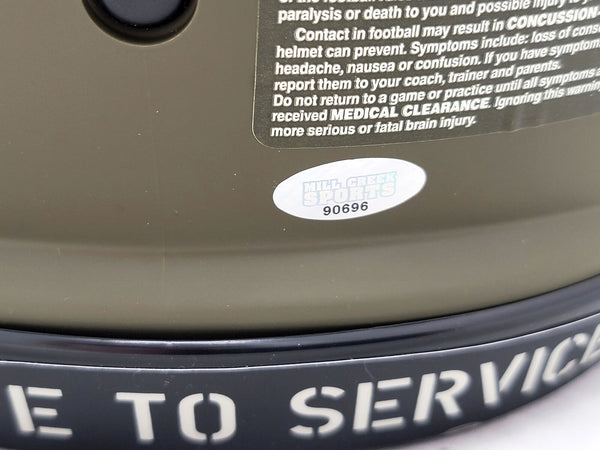 paralysis or death to you and possible injury to
Contact in football may result in CONCUSSION-
helmet can prevent. Symptoms include: loss of
headache, nausea or confusion. If you have
report them to your coach, trainer and parents.
Do not return to a game or practice until all symptoms
received MEDICAL CLEARANCE. Ignoring this warning
more serious or fatal brain injury.
MILL CREEK
SPORTS
90696
E TO SERVICE